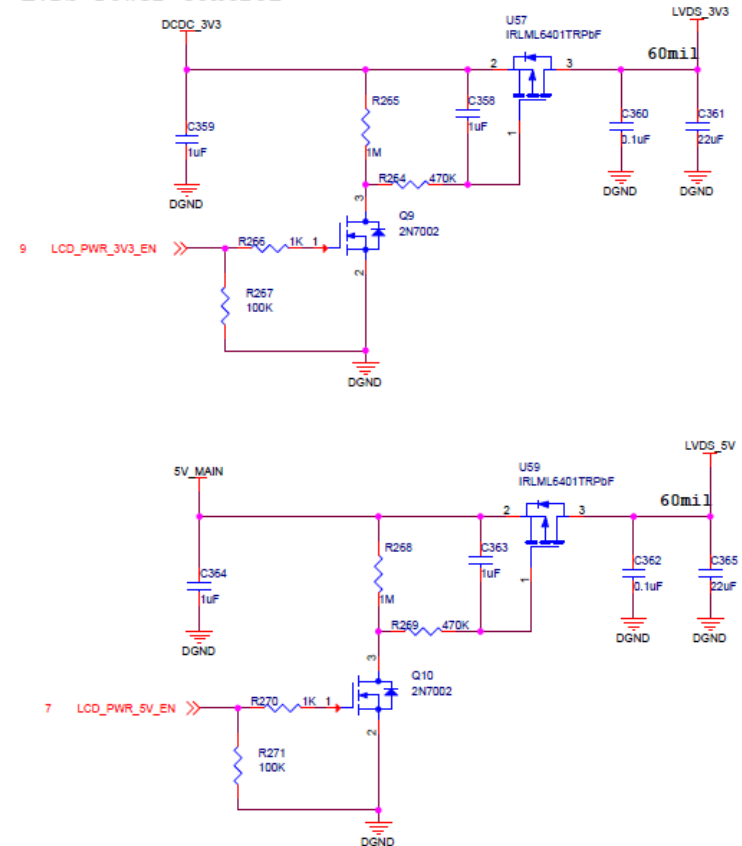 DCDC_3V3
U57
IRLML6401TRPbF
LVDS_3V3
2
3
60mil
R265
1M
C358
1uF
1
C360
0.1uF
C361
22uF
C359
1uF
DGND
DGND
DGND
R264
470K
3
Q9
2N7002
9
LCD_PWR_3V3_EN
R266
1K
1
2
R267
100K
DGND
LVDS_5V
5V_MAIN
U59
IRLML6401TRPbF
2
3
60mil
R268
1M
C363
1uF
1
C362
0.1uF
C365
22uF
C364
1uF
DGND
DGND
DGND
R269
470K
3
Q10
2N7002
7
LCD_PWR_5V_EN
R270
1K
1
2
R271
100K
DGND